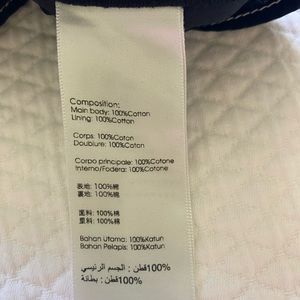 Composition:
Main body: 100%Cotton
Lining: 100%Cotton
Corps: 100%Coton
Doublure: 100%Coton
Corpo principale: 100%Cotone
Interno/Fodera: 100%Cotone
表地: 100%棉
裏地: 100%棉
面料: 100%棉
里料: 100%棉
Bahan Utama: 100%Katun
Bahan Pelapis: 100%Katun
100%قطن : الجسم الرئيسي
100%قطن : بطانة